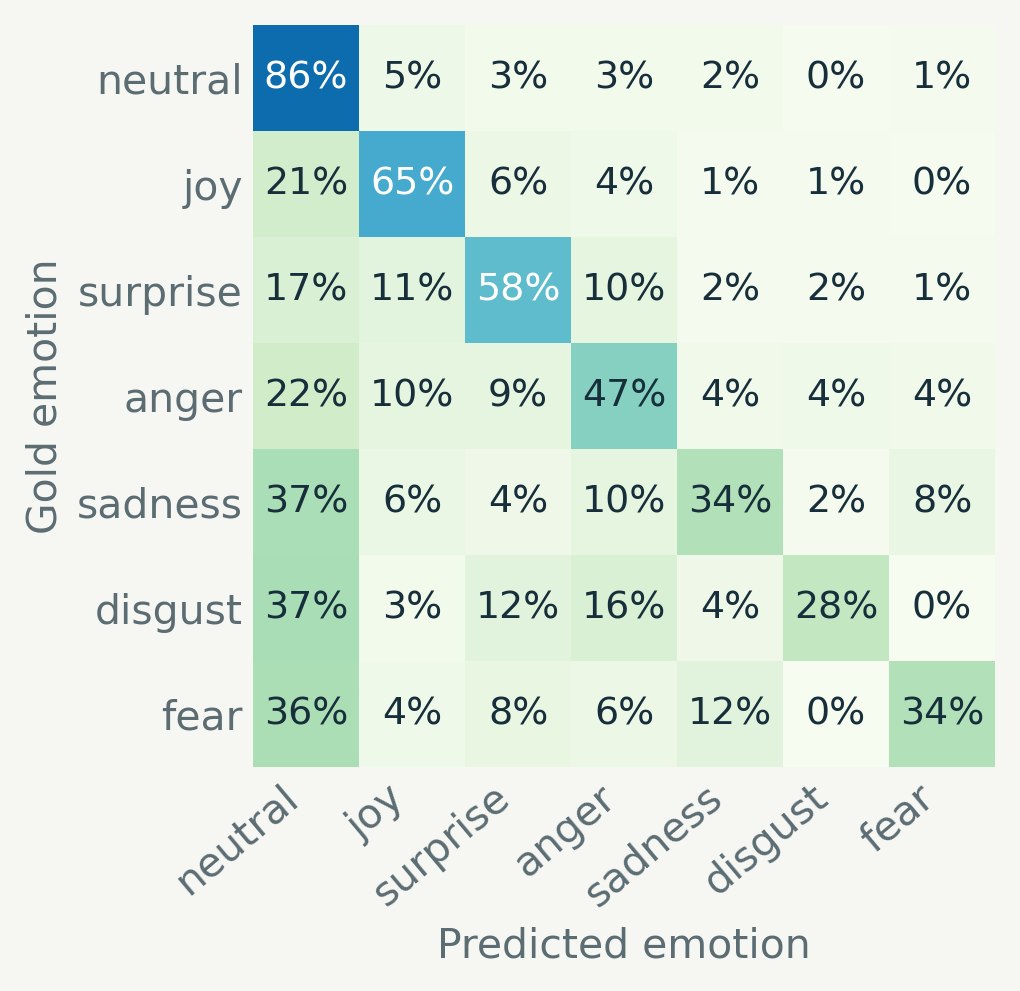 neutral 86% 5% 3% 3% 2% 0% 1%
joy 21% 65% 6% 4% 1% 1% 0%
surprise 17% 11% 58% 10% 2% 2% 1%
anger 22% 10% 9% 47% 4% 4% 4%
sadness 37% 6% 4% 10% 34% 2% 8%
disgust 37% 3% 12% 16% 4% 28% 0%
fear 36% 4% 8% 6% 12% 0% 34%
Gold emotion
neutral joy surprise anger sadness disgust fear
Predicted emotion